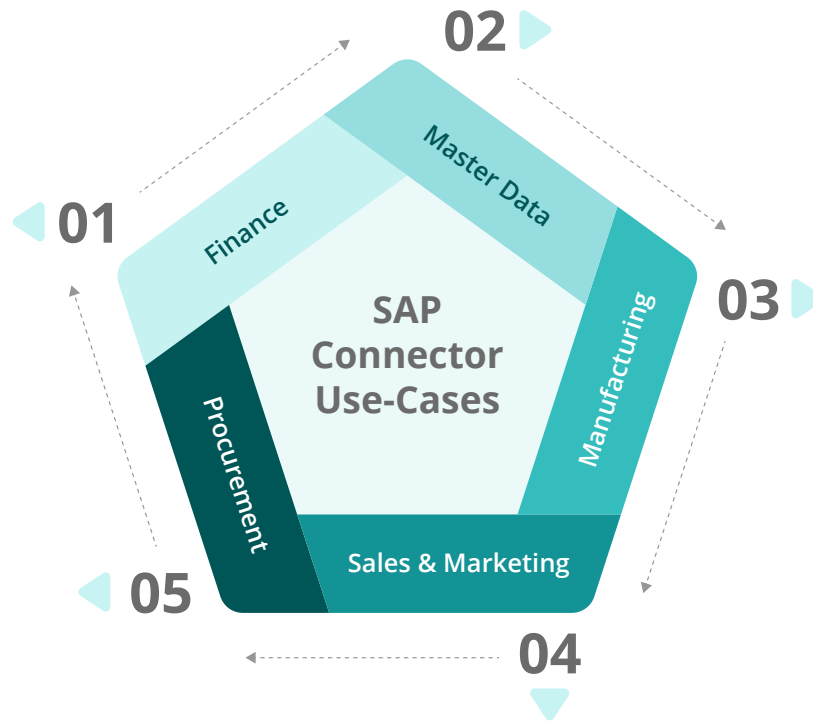 02
01
Master Data
Finance
SAP
Connector
Use-Cases
03
Manufacturing
Procurement
Sales & Marketing
05
04